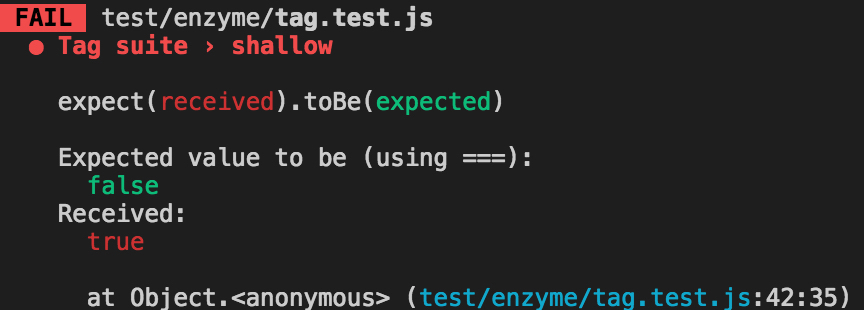 FAIL test/enzyme/tag.test.js
● Tag suite › shallow
expect(received).toBe(expected)
Expected value to be (using ===):
false
Received:
true
at Object.<anonymous> (test/enzyme/tag.test.js:42:35)